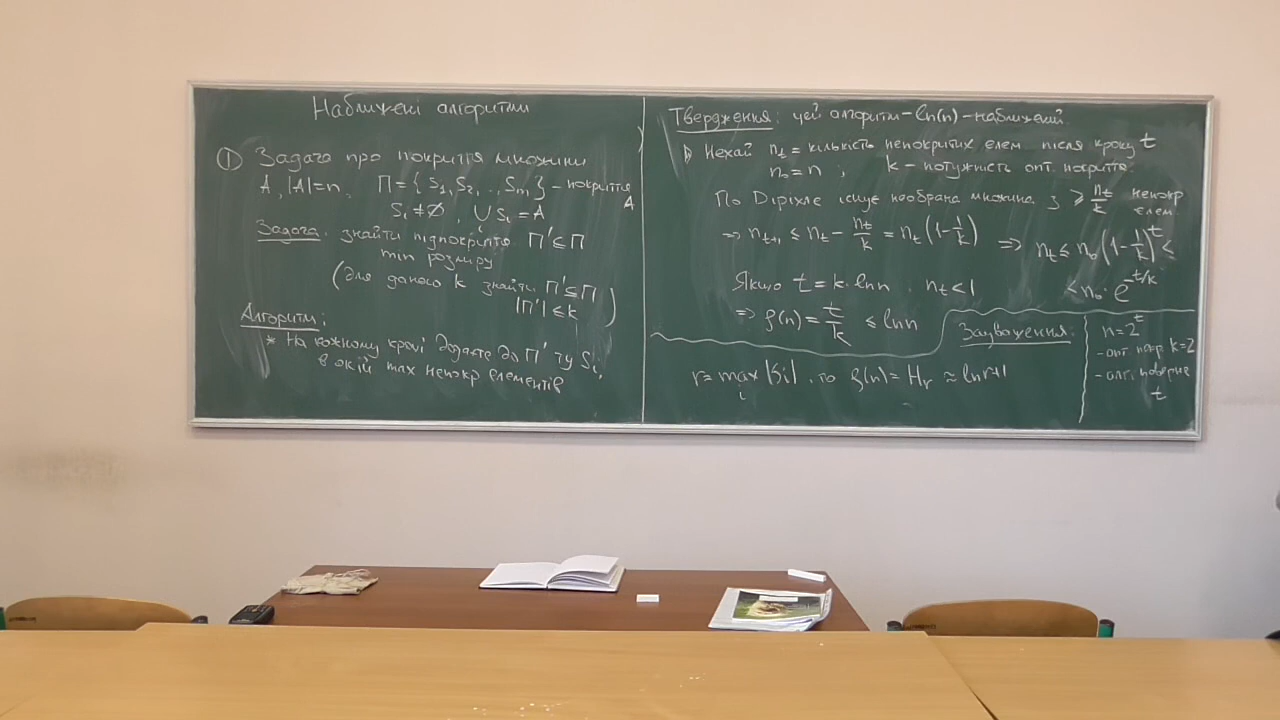 Наближені алгоритми
① Задача про покриття множини
A, |A|=n, П = { S₁, S₂, ..., Sₘ } - покриття A
Sᵢ ≠ ∅, ∪ᵢ Sᵢ = A
Задача: знайти підпокриття П' ⊆ П
min розміру
(для даного k знайти П' ⊆ П
|П'| ≤ k)
Алгоритм:
* На кожному кроці додаєте до П' ту Sᵢ,
в якій max непокр елементів
Твердження: цей алгоритм - ln(n) - наближений.
▷ Нехай nₜ = кількість непокритих елем після кроку t
n₀ = n ; k - потужність опт. покриття.
По Діріхле існує необрана множина з ≥ nₜ/k непокр елем.
⇒ nₜ₊₁ ≤ nₜ - nₜ/k = nₜ(1 - 1/k) ⇒ nₜ ≤ n₀(1 - 1/k)^t ≤
< n₀ · e^(-t/k)
Якщо t = k · ln n, nₜ < 1
⇒ ρ(n) = t/k ≤ ln n
Зауваження:
r = maxᵢ |Sᵢ|, то ρ(n) = Hᵣ ≈ ln r+1
n = 2^t
- опт. покр k=2
- алг. поверне
t